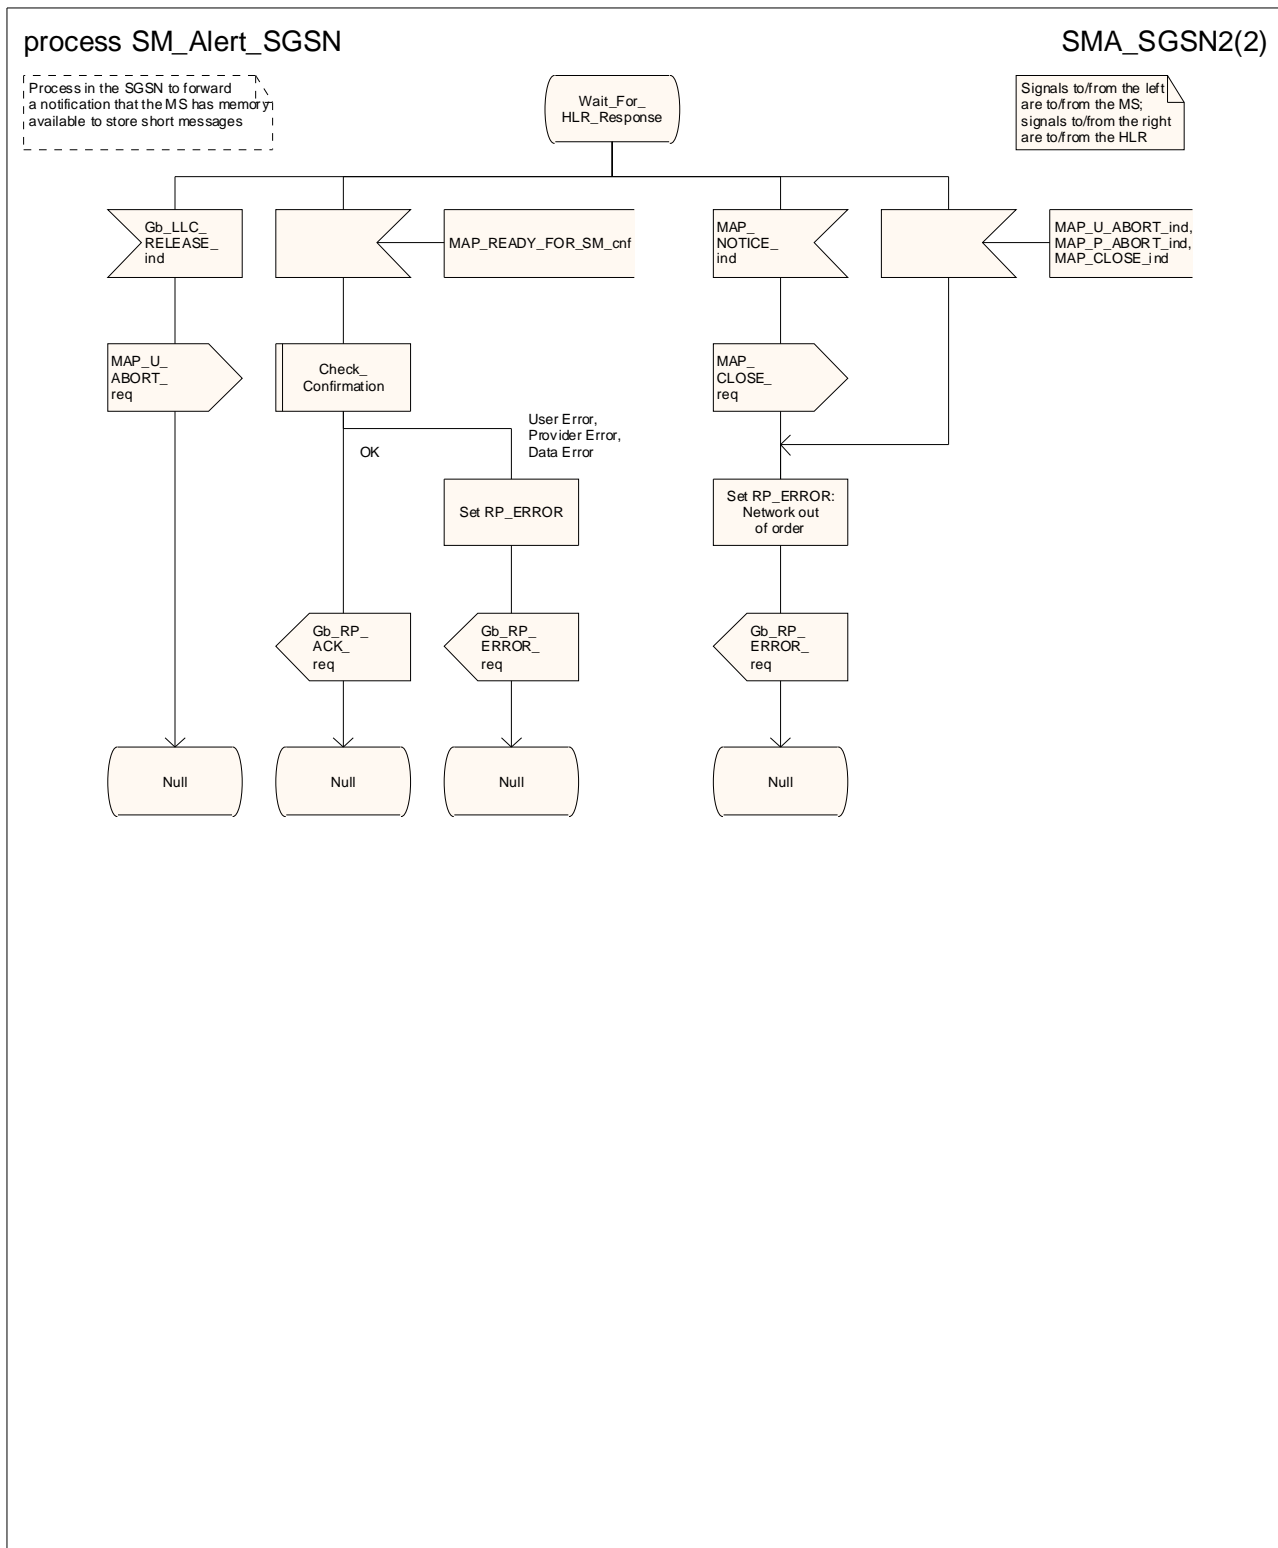 process SM_Alert_SGSN
SMA_SGSN2(2)
Process in the SGSN to forward
a notification that the MS has memory
available to store short messages
Wait_For_
HLR_Response
Signals to/from the left
are to/from the MS;
signals to/from the right
are to/from the HLR
Gb_LLC_
RELEASE_
ind
MAP_READY_FOR_SM_cnf
MAP_
NOTICE_
ind
MAP_U_ABORT_ind,
MAP_P_ABORT_ind,
MAP_CLOSE_ind
MAP_U_
ABORT_
req
Check_
Confirmation
MAP_
CLOSE_
req
OK
User Error,
Provider Error,
Data Error
Set RP_ERROR
Set RP_ERROR:
Network out
of order
Gb_RP_
ACK_
req
Gb_RP_
ERROR_
req
Gb_RP_
ERROR_
req
Null
Null
Null
Null